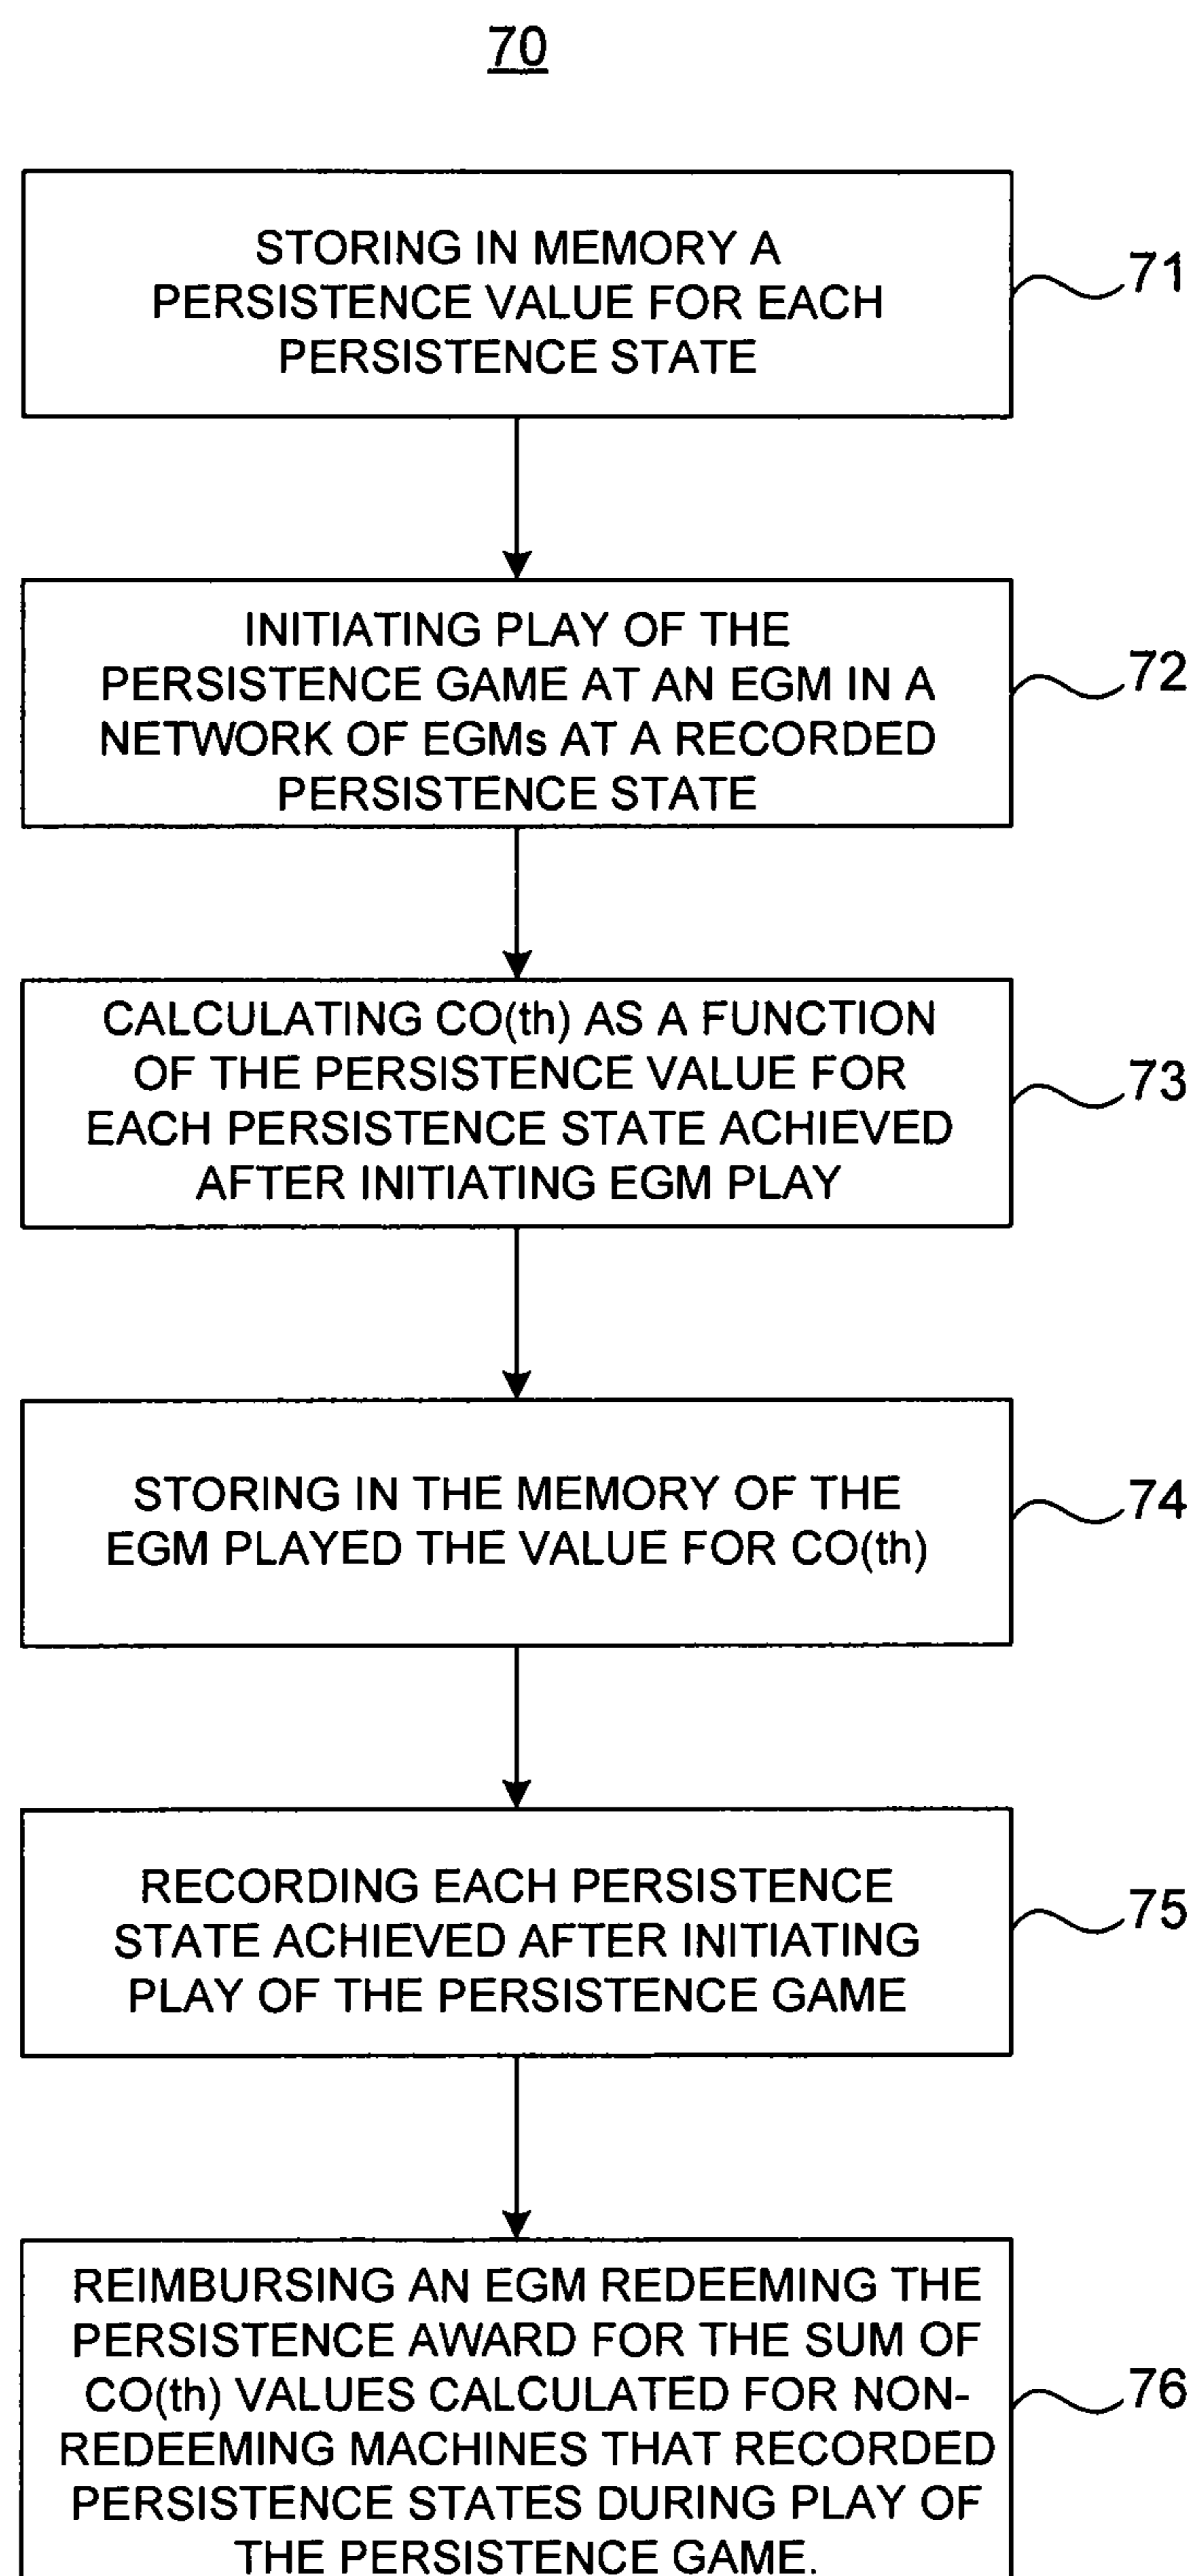 70
STORING IN MEMORY A
PERSISTENCE VALUE FOR EACH
PERSISTENCE STATE
71
INITIATING PLAY OF THE
PERSISTENCE GAME AT AN EGM IN A
NETWORK OF EGMs AT A RECORDED
PERSISTENCE STATE
72
CALCULATING CO(th) AS A FUNCTION
OF THE PERSISTENCE VALUE FOR
EACH PERSISTENCE STATE ACHIEVED
AFTER INITIATING EGM PLAY
73
STORING IN THE MEMORY OF THE
EGM PLAYED THE VALUE FOR CO(th)
74
RECORDING EACH PERSISTENCE
STATE ACHIEVED AFTER INITIATING
PLAY OF THE PERSISTENCE GAME
75
REIMBURSING AN EGM REDEEMING THE
PERSISTENCE AWARD FOR THE SUM OF
CO(th) VALUES CALCULATED FOR NON-
REDEEMING MACHINES THAT RECORDED
PERSISTENCE STATES DURING PLAY OF
THE PERSISTENCE GAME.
76